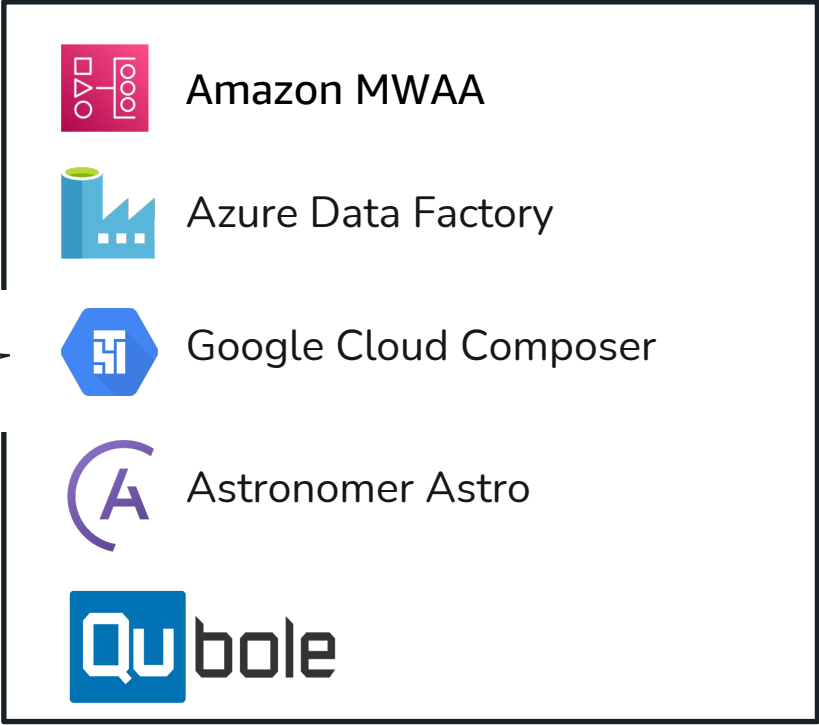 Amazon MWAA
Azure Data Factory
Google Cloud Composer
Astronomer Astro
Qubole